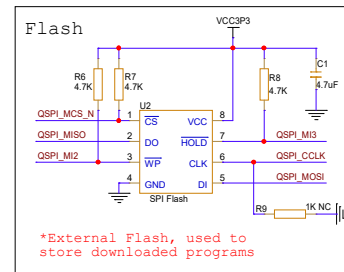 Flash
VCC3P3
R6
4.7K
R7
4.7K
R8
4.7K
C1
4.7uF
U2
QSPI_MCS_N
1
CS
VCC
8
QSPI_MISO
2
DO
HOLD
7
QSPI_MI3
QSPI_MI2
3
WP
CLK
6
QSPI_CCLK
4
GND
DI
5
QSPI_MOSI
SPI Flash
R9
1K NC
*External Flash, used to
store downloaded programs